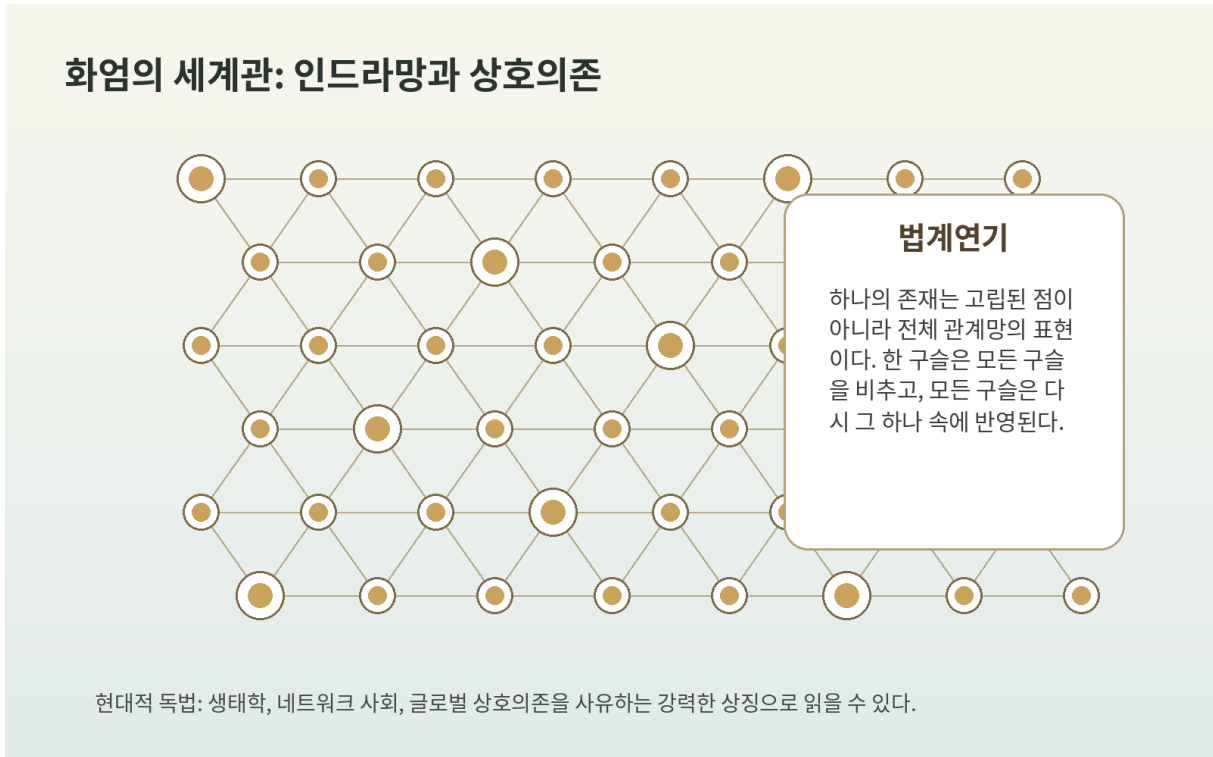 화엄의 세계관: 인드라망과 상호의존
법계연기
하나의 존재는 고립된 점이
아니라 전체 관계망의 표현
이다. 한 구슬은 모든 구슬
을 비추고, 모든 구슬은 다
시 그 하나 속에 반영된다.
현대적 독법: 생태학, 네트워크 사회, 글로벌 상호의존을 사유하는 강력한 상징으로 읽을 수 있다.